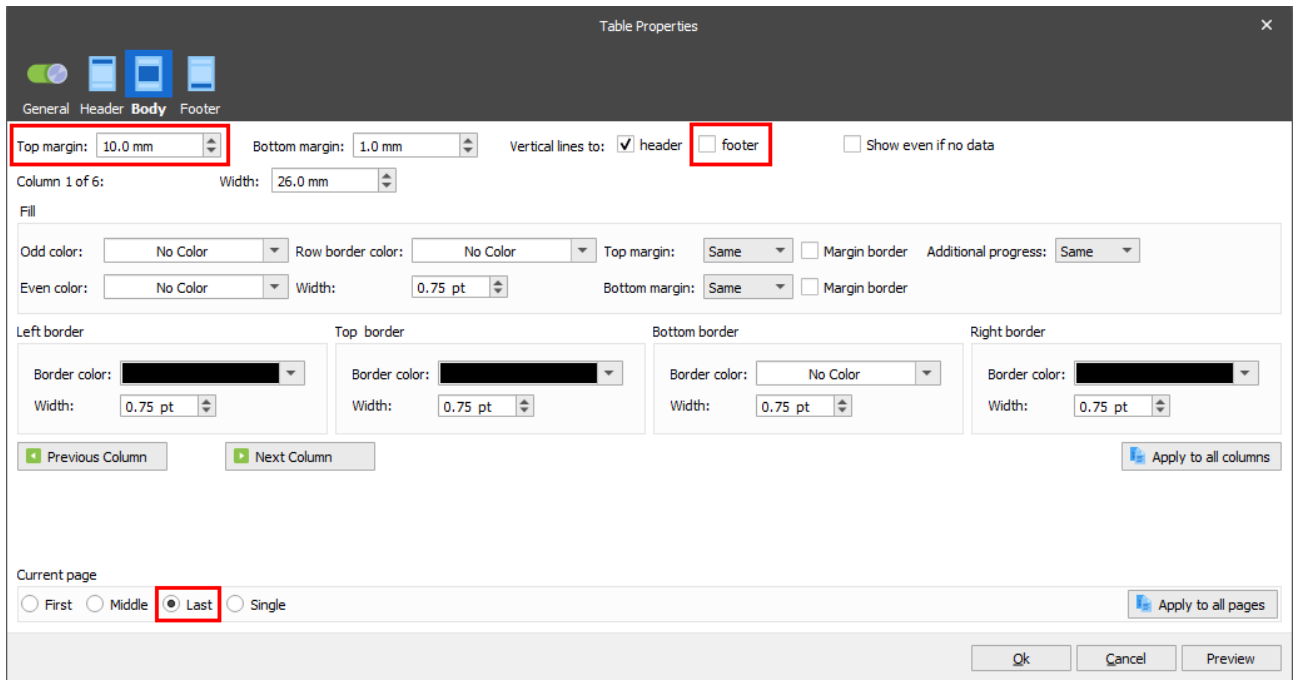 Table Properties
General Header Body Footer
Top margin: 10.0 mm Bottom margin: 1.0 mm Vertical lines to: header footer Show even if no data
Column 1 of 6: Width: 26.0 mm
Fill
Odd color: No Color Row border color: No Color Top margin: Same Margin border Additional progress: Same
Even color: No Color Width: 0.75 pt Bottom margin: Same Margin border
Left border Top border Bottom border Right border
Border color: Border color: Border color: No Color Border color:
Width: 0.75 pt Width: 0.75 pt Width: 0.75 pt Width: 0.75 pt
Previous Column Next Column Apply to all columns
Current page
First Middle Last Single Apply to all pages
Ok Cancel Preview